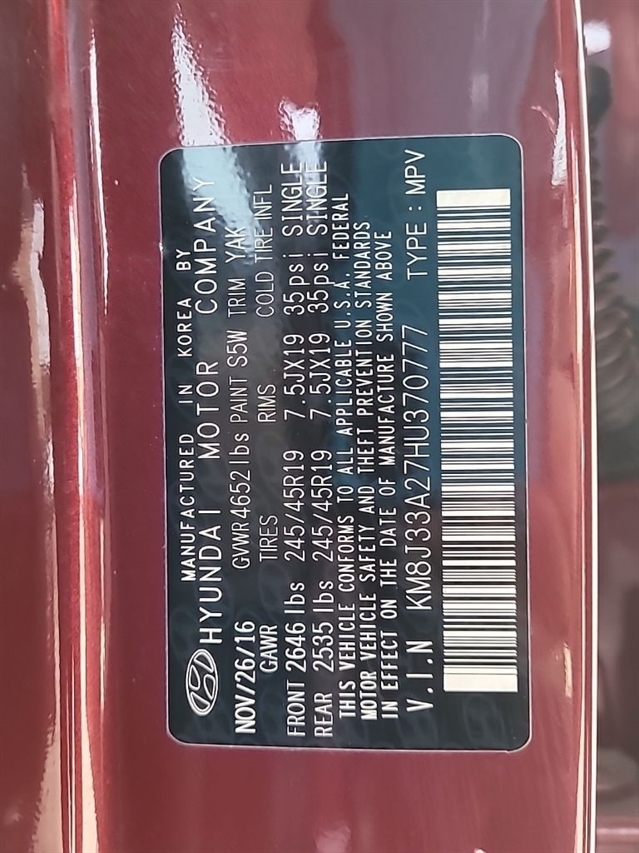 MANUFACTURED IN KOREA BY
HYUNDAI MOTOR COMPANY
NOV/26/16 GVWR 4652 lbs PAINT S5W TRIM YAK
GAWR TIRES RIMS COLD TIRE INFL
FRONT 2646 lbs 245/45R19 7.5JX19 35psi SINGLE
REAR 2535 lbs 245/45R19 7.5JX19 35psi SINGLE
THIS VEHICLE CONFORMS TO ALL APPLICABLE U.S.A. FEDERAL
MOTOR VEHICLE SAFETY AND THEFT PREVENTION STANDARDS
IN EFFECT ON THE DATE OF MANUFACTURE SHOWN ABOVE
V.I.N KM8J33A27HU370777 TYPE : MPV